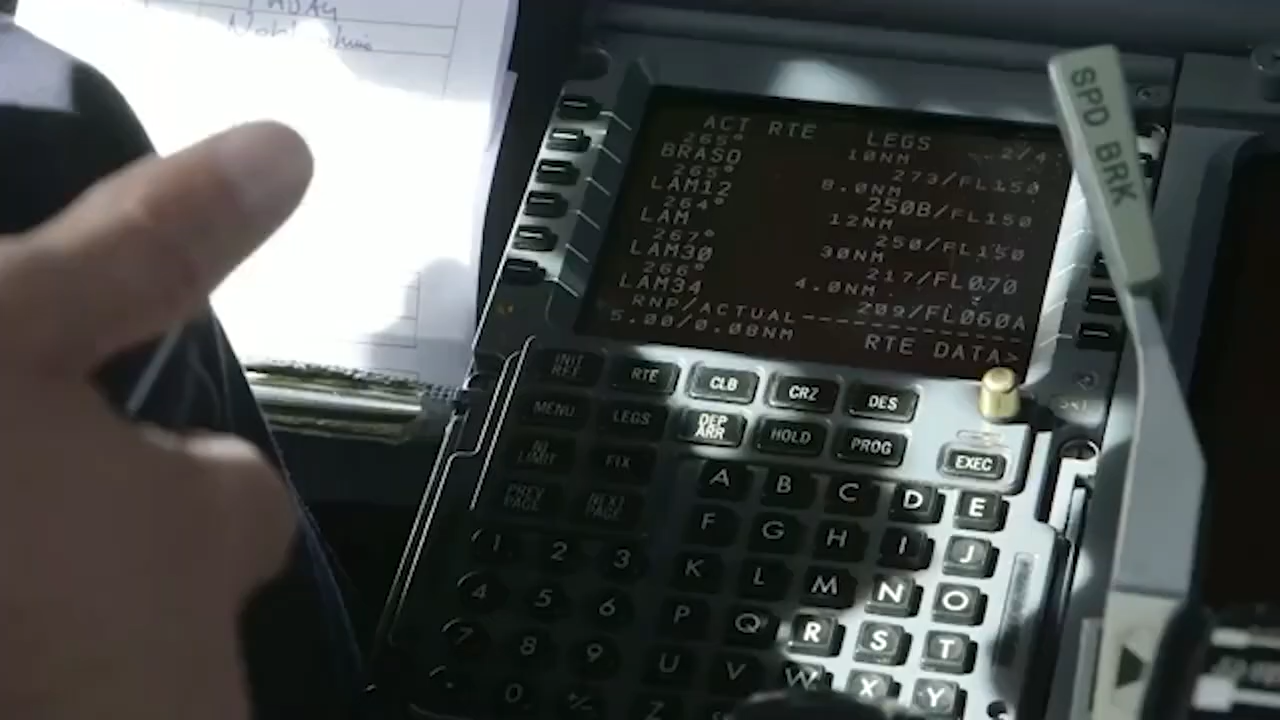 ACT RTE LEGS 2/4
265° 10NM
BRASO 273/FL150
265° 8.0NM
LAM12 250B/FL150
264° 12NM
LAM 250/FL150
267° 30NM
LAM30 217/FL070
266° 4.0NM
LAM34 209/FL060A
RNP/ACTUAL----------
5.00/0.08NM RTE DATA>
SPD BRK
INIT REF RTE CLB CRZ DES
MENU LEGS DEP ARR HOLD PROG EXEC
N1 LIMIT FIX
PREV PAGE NEXT PAGE
A B C D E
F G H I J
K L M N O
P Q R S T
U V W X Y
Z
1 2 3
4 5 6
7 8 9
. 0 +/-